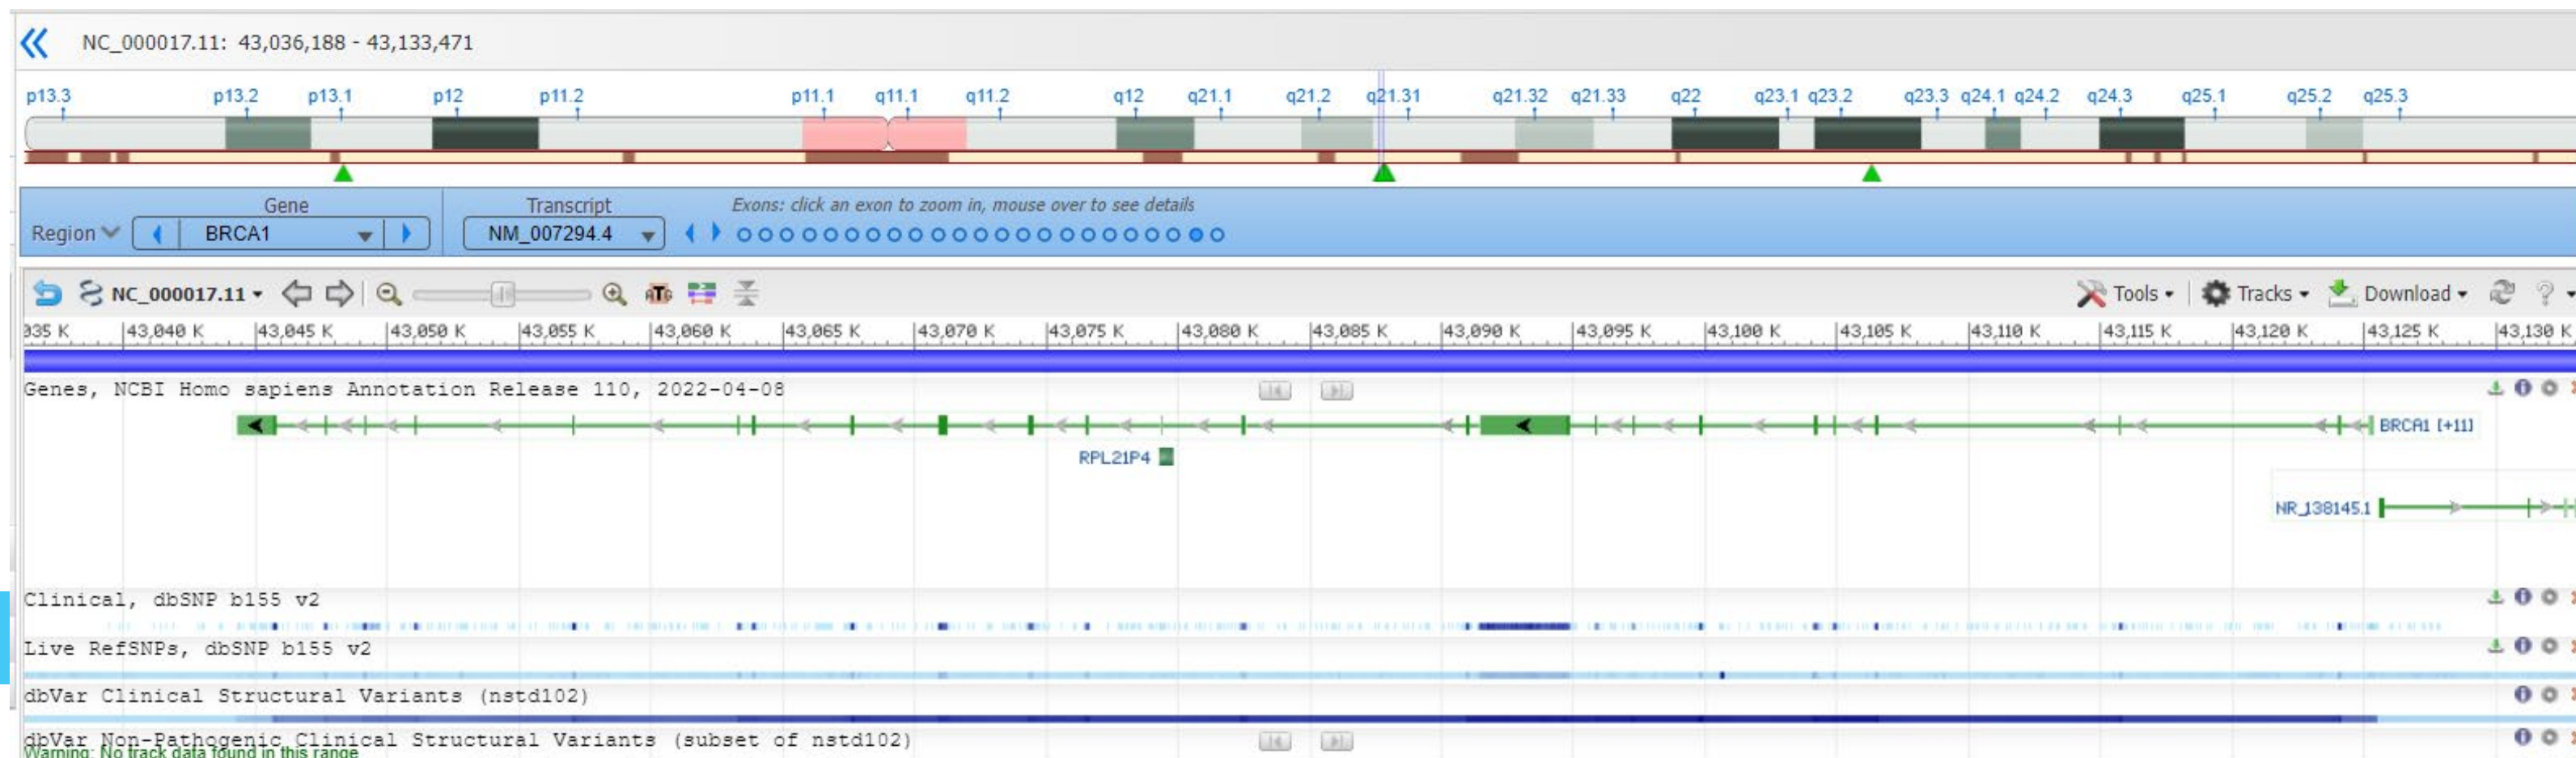 NC_000017.11: 43,036,188 - 43,133,471
p13.3 p13.2 p13.1 p12 p11.2 p11.1 q11.1 q11.2 q12 q21.1 q21.2 q21.31 q21.32 q21.33 q22 q23.1 q23.2 q23.3 q24.1 q24.2 q24.3 q25.1 q25.2 q25.3
Gene Transcript Exons: click an exon to zoom in, mouse over to see details
Region BRCA1 NM_007294.4
NC_000017.11 ATG Tools Tracks Download ?
035 K 43,040 K 43,045 K 43,050 K 43,055 K 43,060 K 43,065 K 43,070 K 43,075 K 43,080 K 43,085 K 43,090 K 43,095 K 43,100 K 43,105 K 43,110 K 43,115 K 43,120 K 43,125 K 43,130 K
Genes, NCBI Homo sapiens Annotation Release 110, 2022-04-08
BRCA1 [+11]
RPL21P4
NR_138145.1
Clinical, dbSNP b155 v2
Live RefSNPs, dbSNP b155 v2
dbVar Clinical Structural Variants (nstd102)
dbVar Non-Pathogenic Clinical Structural Variants (subset of nstd102)
Warning: No track data found in this range